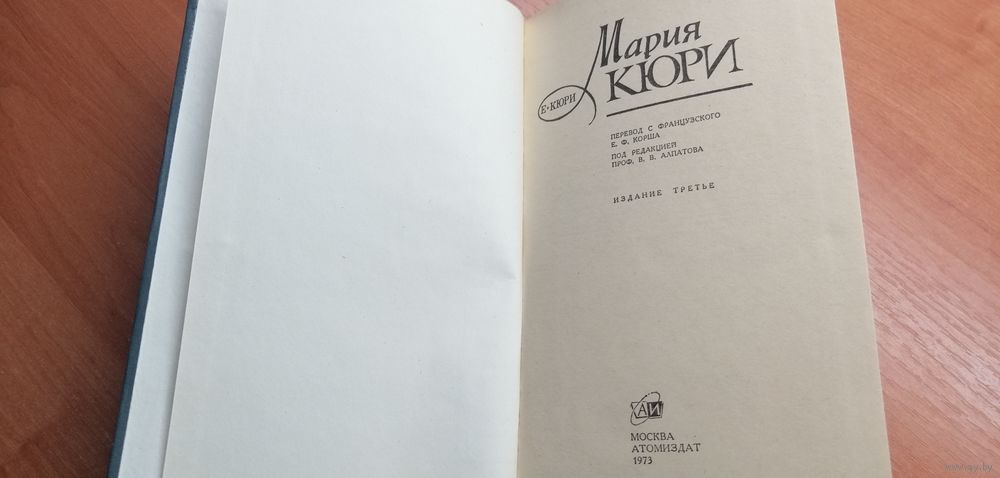 Мария
КЮРИ
Е•КЮРИ
ПЕРЕВОД С ФРАНЦУЗСКОГО
Е. Ф. КОРША
ПОД РЕДАКЦИЕЙ
ПРОФ. В. В. АЛПАТОВА
ИЗДАНИЕ ТРЕТЬЕ
АИ
МОСКВА
АТОМИЗДАТ
1973